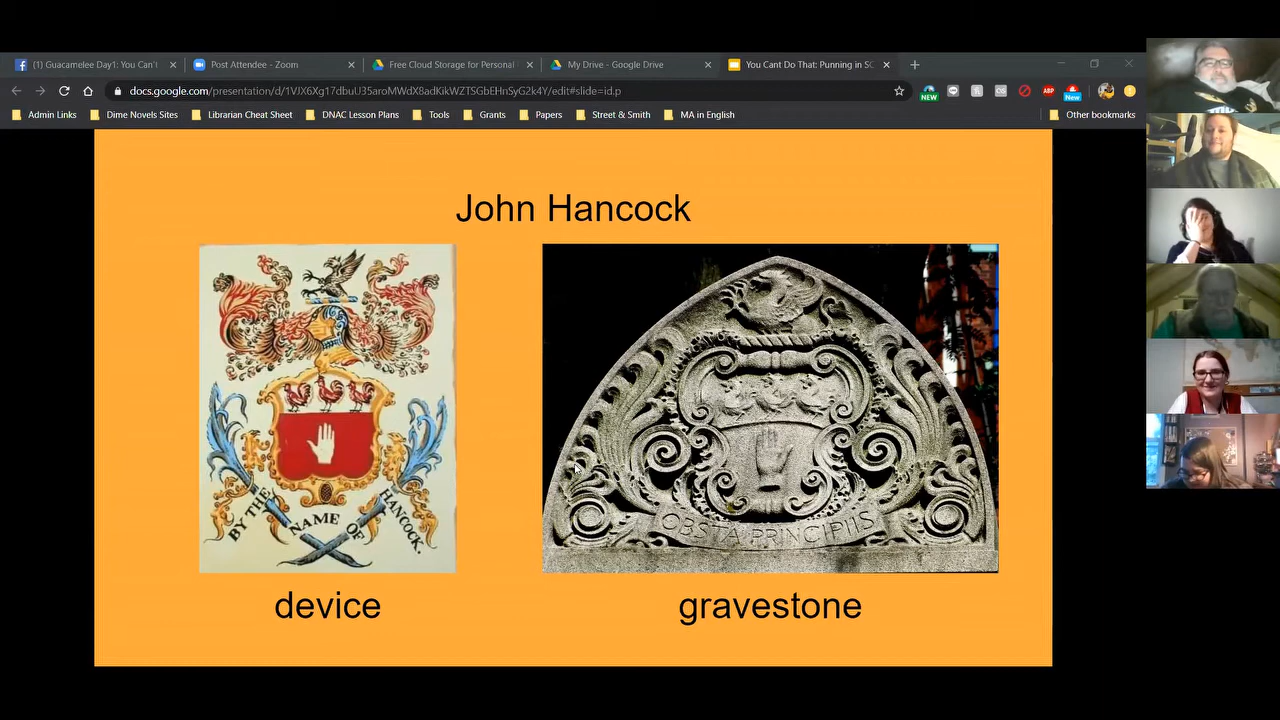 (1) Guacamelee Day1: You Can't
Post Attendee - Zoom
Free Cloud Storage for Personal
My Drive - Google Drive
You Cant Do That: Punning in SC
docs.google.com/presentation/d/1VJX6Xg17dbuU35aroMWdX8adKikWZTSGbEHnSyG2k4Y/edit#slide=id.p
NEW
ABP
New
Admin Links
Dime Novels Sites
Librarian Cheat Sheet
DNAC Lesson Plans
Tools
Grants
Papers
Street & Smith
MA in English
Other bookmarks
John Hancock
BY THE NAME OF HANCOCK.
OBSTA PRINCIPIIS
device
gravestone